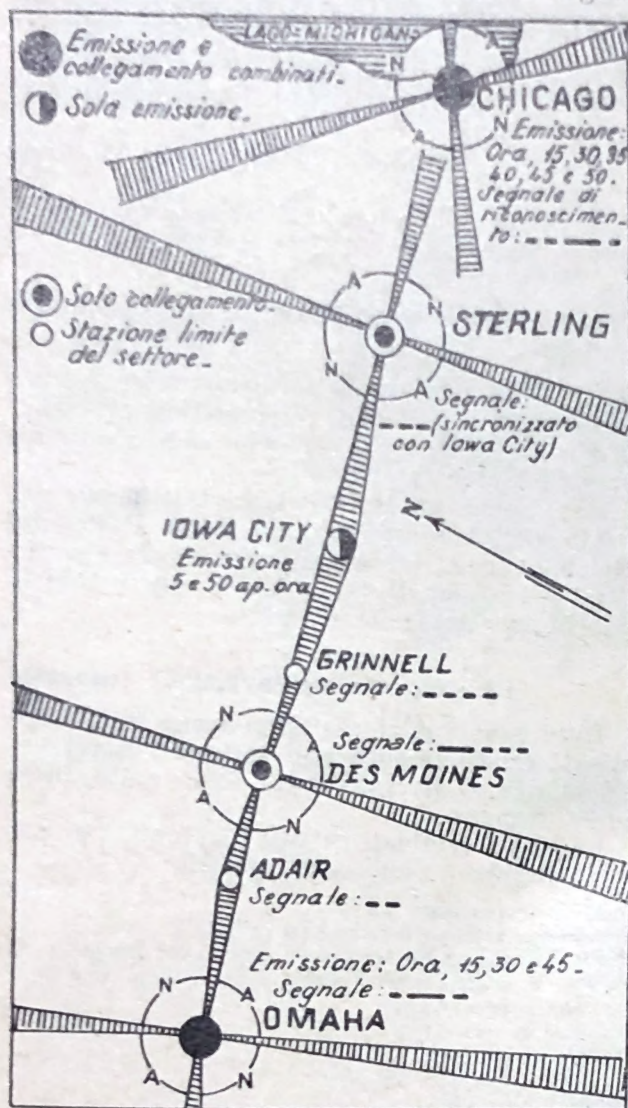 LAGO=MICHIGAN
Emissione e
collegamento combinati._
Sola emissione._
N
A
CHICAGO
A
N
Emissione:
Ora, 15, 30, 35
40, 45 e 50.
Segnale di
riconoscimen-
to:
Solo collegamento._
Stazione limite
del settore._
A
N
STERLING
N
A
Segnale:
--- (sincronizzato
con Iowa City)
N
IOWA CITY
Emissione
5 e 50 ap. ora
GRINNELL
Segnale: ----
N
A
Segnale: —---
DES MOINES
A
N
ADAIR
Segnale: --
Emissione: Ora, 15, 30 e 45._
Segnale: -—-
N
A
OMAHA
A
N